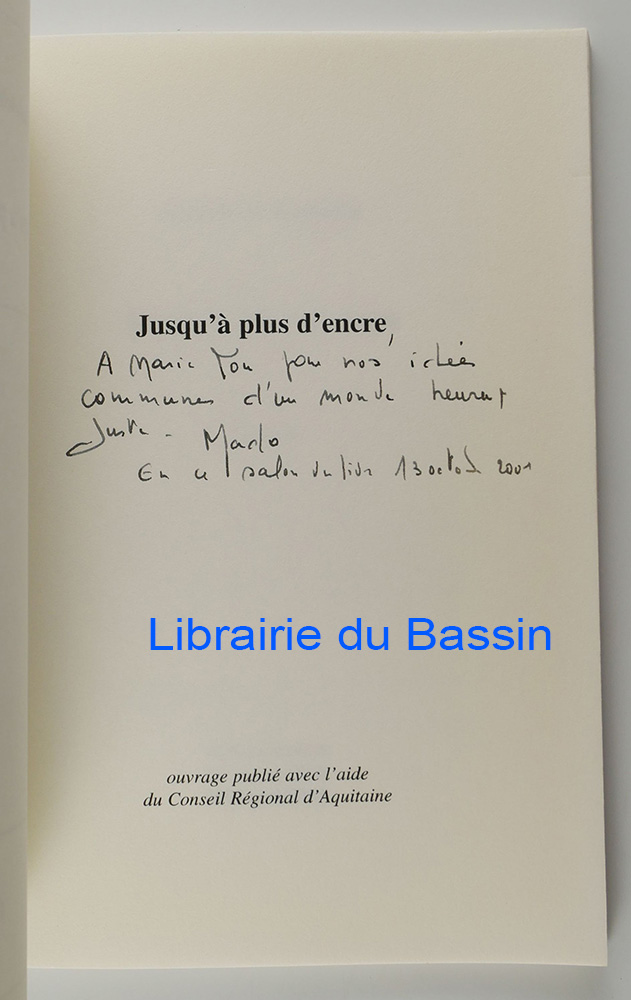 Jusqu'à plus d'encre
A Marie pour nos idées
communes d'un monde heureux
Juste - Mado
En ce salon du livre 13 octobre 2001
Librairie du Bassin
ouvrage publié avec l'aide
du Conseil Régional d'Aquitaine